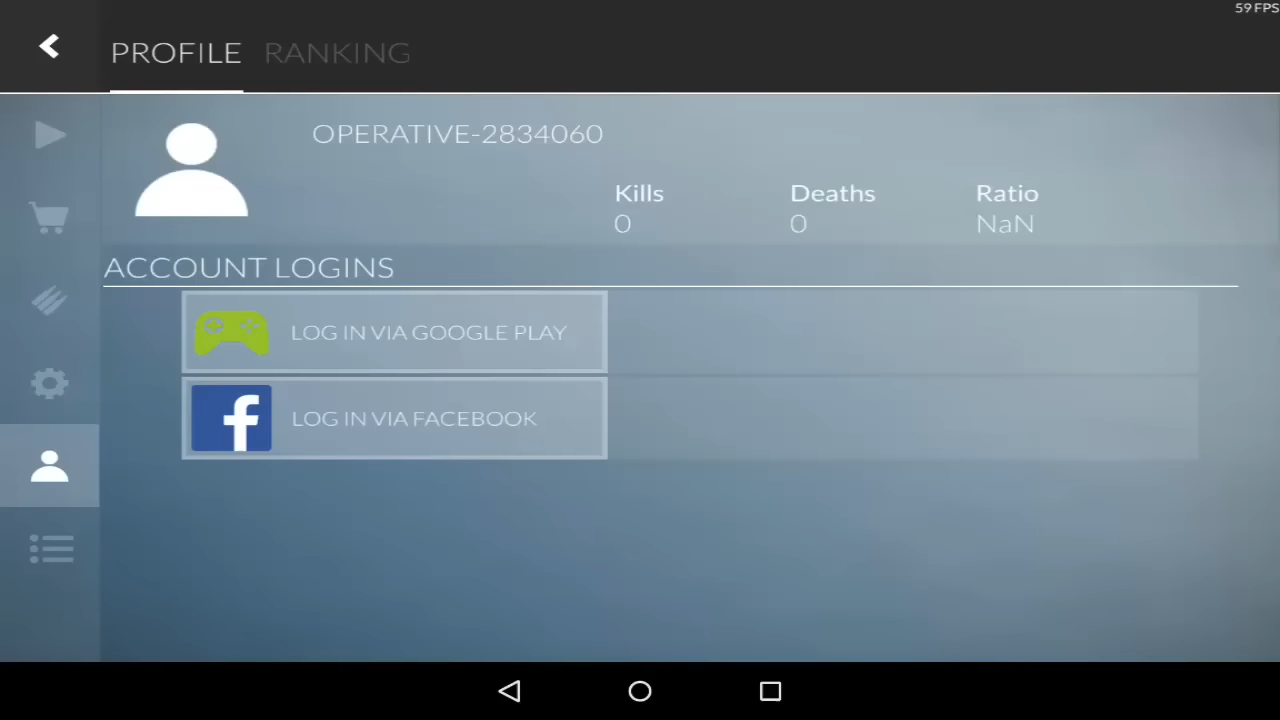 59 FPS
PROFILE RANKING
OPERATIVE-2834060
Kills Deaths Ratio
0 0 NaN
ACCOUNT LOGINS
LOG IN VIA GOOGLE PLAY
LOG IN VIA FACEBOOK